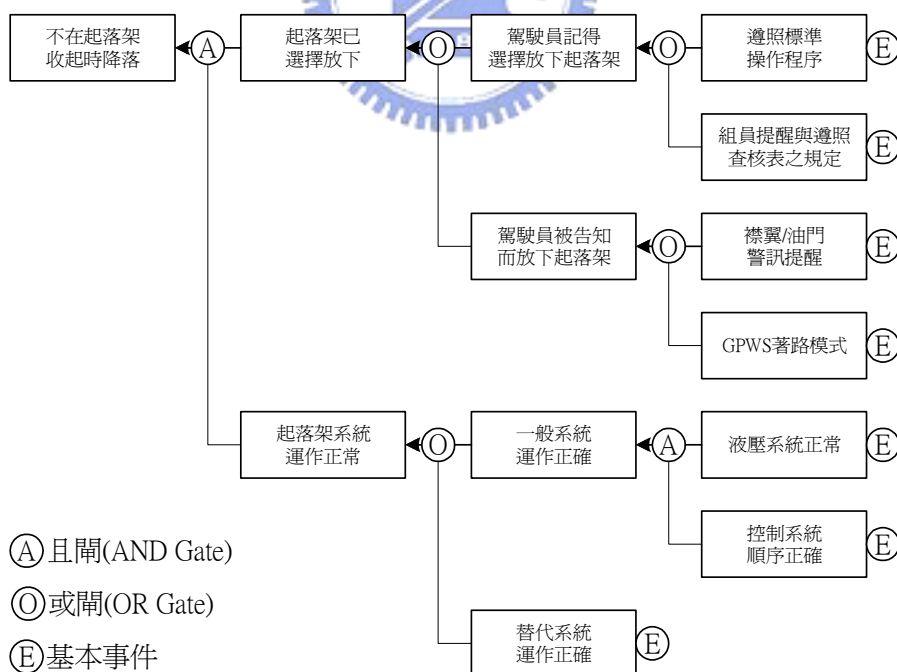 不在起落架
收起時降落
A
起落架已
選擇放下
O
駕駛員記得
選擇放下起落架
O
遵照標準
操作程序
E
組員提醒與遵照
查核表之規定
E
駕駛員被告知
而放下起落架
O
襟翼/油門
警訊提醒
E
GPWS著路模式
E
起落架系統
運作正常
O
一般系統
運作正確
A
液壓系統正常
E
控制系統
順序正確
E
替代系統
運作正確
E
A 且閘(AND Gate)
O 或閘(OR Gate)
E 基本事件